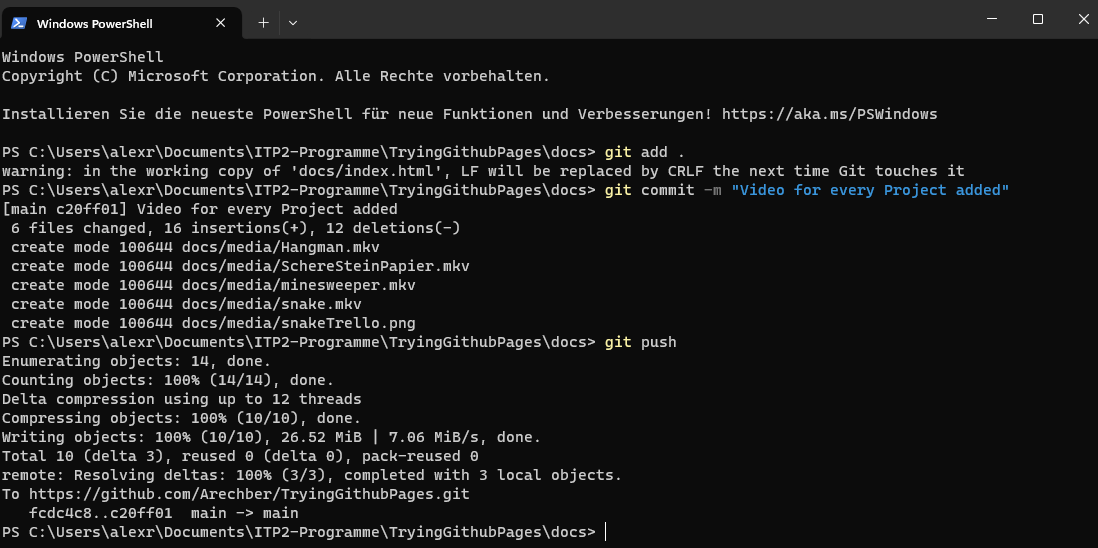 Windows PowerShell
Windows PowerShell
Copyright (C) Microsoft Corporation. Alle Rechte vorbehalten.
Installieren Sie die neueste PowerShell für neue Funktionen und Verbesserungen! https://aka.ms/PSWindows
PS C:\Users\alexr\Documents\ITP2-Programme\TryingGithubPages\docs> git add .
warning: in the working copy of 'docs/index.html', LF will be replaced by CRLF the next time Git touches it
PS C:\Users\alexr\Documents\ITP2-Programme\TryingGithubPages\docs> git commit -m "Video for every Project added"
[main c20ff01] Video for every Project added
 6 files changed, 16 insertions(+), 12 deletions(-)
 create mode 100644 docs/media/Hangman.mkv
 create mode 100644 docs/media/SchereSteinPapier.mkv
 create mode 100644 docs/media/minesweeper.mkv
 create mode 100644 docs/media/snake.mkv
 create mode 100644 docs/media/snakeTrello.png
PS C:\Users\alexr\Documents\ITP2-Programme\TryingGithubPages\docs> git push
Enumerating objects: 14, done.
Counting objects: 100% (14/14), done.
Delta compression using up to 12 threads
Compressing objects: 100% (10/10), done.
Writing objects: 100% (10/10), 26.52 MiB | 7.06 MiB/s, done.
Total 10 (delta 3), reused 0 (delta 0), pack-reused 0
remote: Resolving deltas: 100% (3/3), completed with 3 local objects.
To https://github.com/Arechber/TryingGithubPages.git
   fcdc4c8..c20ff01  main -> main
PS C:\Users\alexr\Documents\ITP2-Programme\TryingGithubPages\docs>